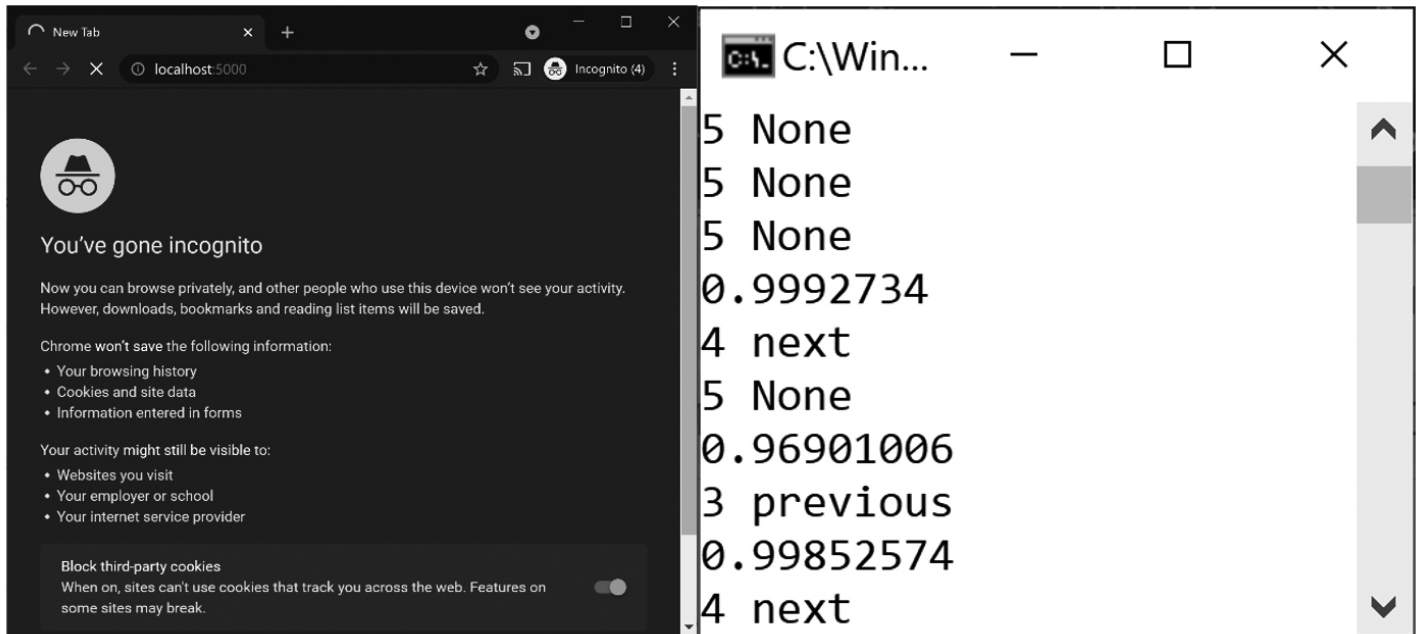 New Tab
localhost:5000
Incognito (4)
You've gone incognito
Now you can browse privately, and other people who use this device won't see your activity.
However, downloads, bookmarks and reading list items will be saved.
Chrome won't save the following information:
• Your browsing history
• Cookies and site data
• Information entered in forms
Your activity might still be visible to:
• Websites you visit
• Your employer or school
• Your internet service provider
Block third-party cookies
When on, sites can't use cookies that track you across the web. Features on
some sites may break.
C:\.
C:\Win...
5 None
5 None
5 None
0.9992734
4 next
5 None
0.96901006
3 previous
0.99852574
4 next